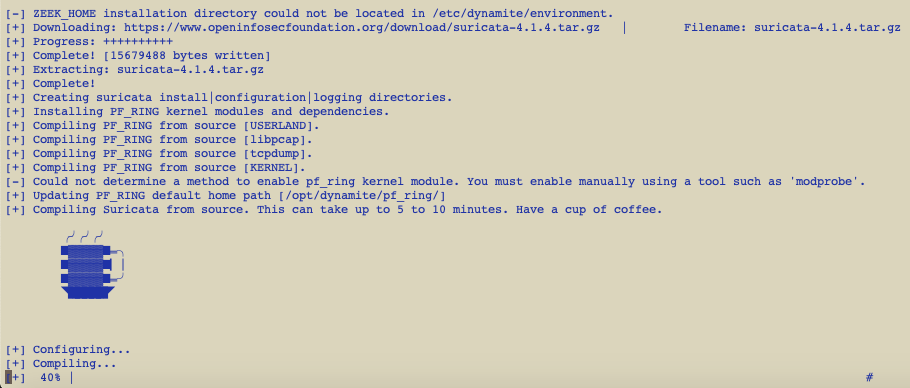 [-] ZEEK_HOME installation directory could not be located in /etc/dynamite/environment.
[+] Downloading: https://www.openinfosecfoundation.org/download/suricata-4.1.4.tar.gz | Filename: suricata-4.1.4.tar.gz
[+] Progress: ++++++++++
[+] Complete! [15679488 bytes written]
[+] Extracting: suricata-4.1.4.tar.gz
[+] Complete!
[+] Creating suricata install|configuration|logging directories.
[+] Installing PF_RING kernel modules and dependencies.
[+] Compiling PF_RING from source [USERLAND].
[+] Compiling PF_RING from source [libpcap].
[+] Compiling PF_RING from source [tcpdump].
[+] Compiling PF_RING from source [KERNEL].
[-] Could not determine a method to enable pf_ring kernel module. You must enable manually using a tool such as 'modprobe'.
[+] Updating PF_RING default home path [/opt/dynamite/pf_ring/]
[+] Compiling Suricata from source. This can take up to 5 to 10 minutes. Have a cup of coffee.
[+] Configuring...
[+] Compiling...
[+] 40% | #